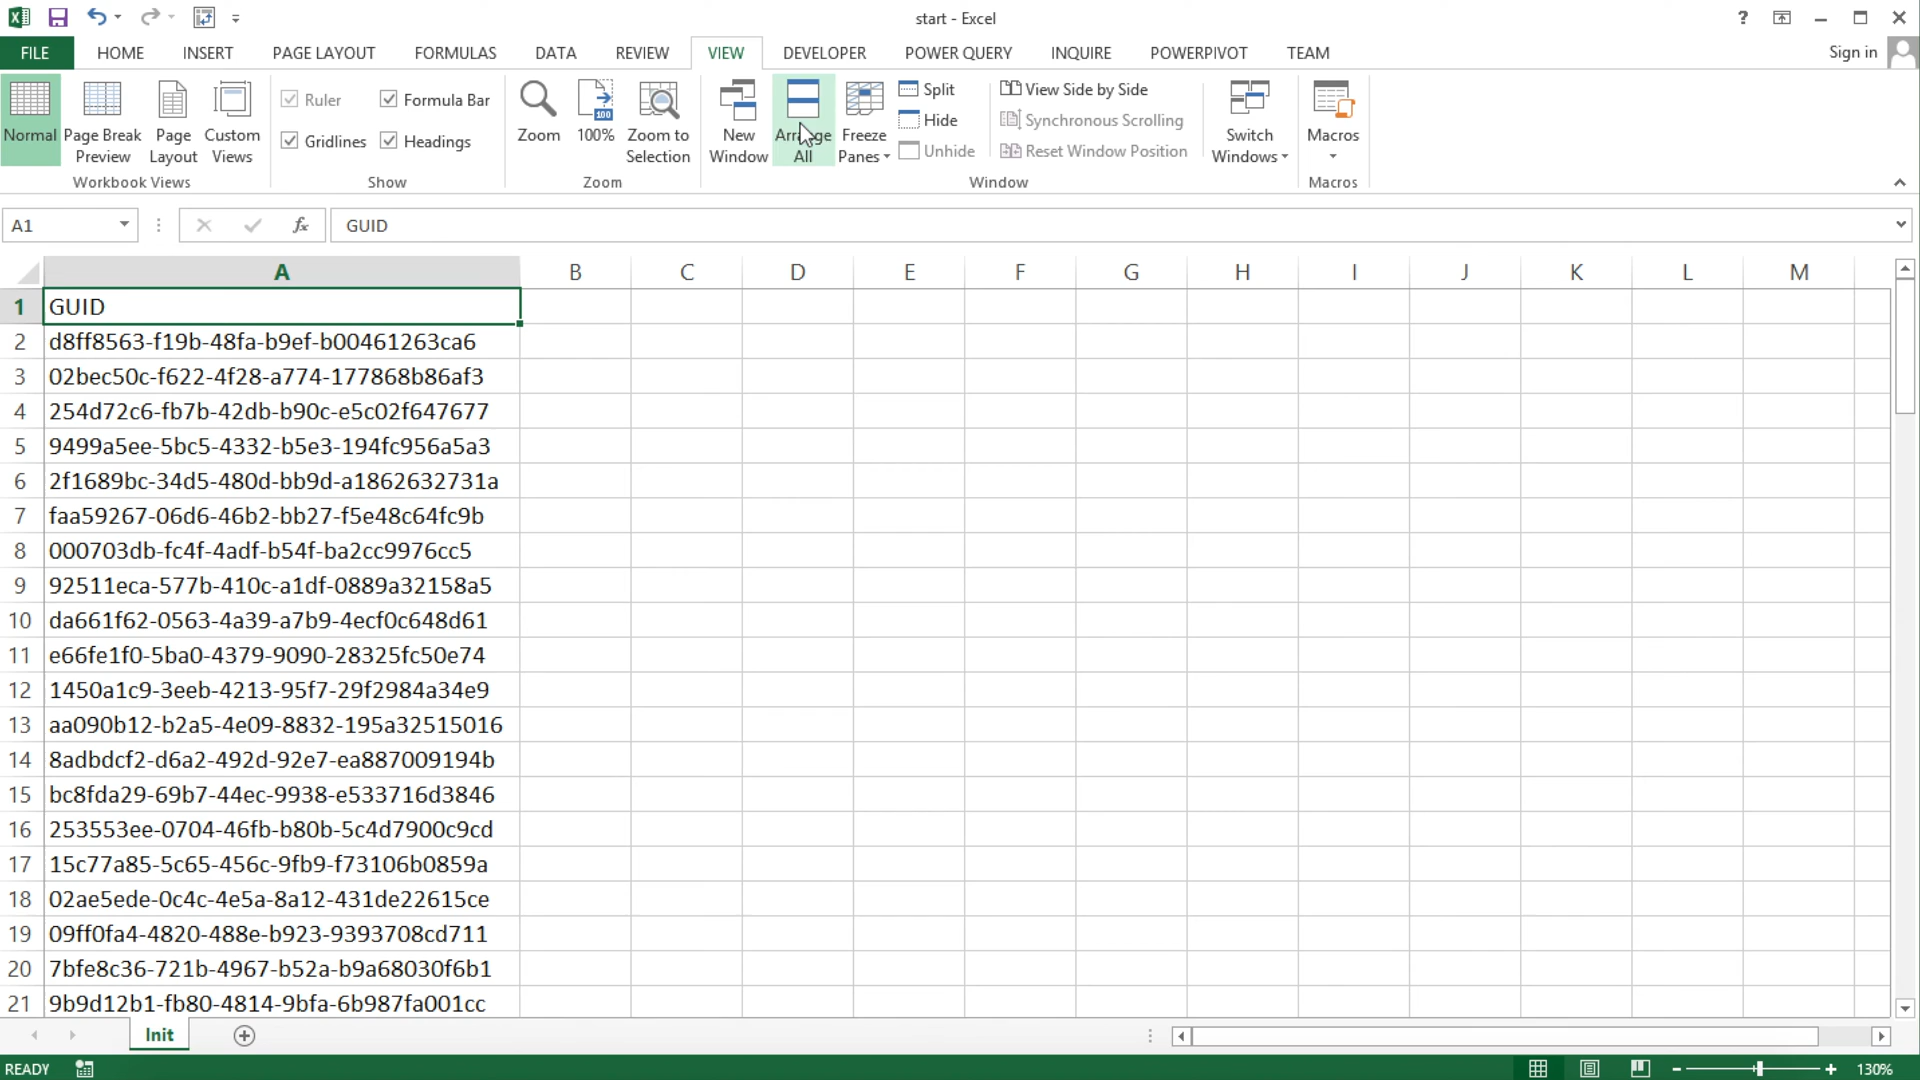 start - Excel
?
FILE HOME INSERT PAGE LAYOUT FORMULAS DATA REVIEW VIEW DEVELOPER POWER QUERY INQUIRE POWERPIVOT TEAM Sign in
Normal
Page Break Preview
Page Layout
Custom Views
Workbook Views
Ruler
Formula Bar
Gridlines
Headings
Show
Zoom
100
100%
Zoom to Selection
Zoom
New Window
Arrange All
Freeze Panes
Split
Hide
Unhide
View Side by Side
Synchronous Scrolling
Reset Window Position
Window
Switch Windows
Macros
Macros
A1 fx GUID
A B C D E F G H I J K L M
1 GUID
2 d8ff8563-f19b-48fa-b9ef-b00461263ca6
3 02bec50c-f622-4f28-a774-177868b86af3
4 254d72c6-fb7b-42db-b90c-e5c02f647677
5 9499a5ee-5bc5-4332-b5e3-194fc956a5a3
6 2f1689bc-34d5-480d-bb9d-a1862632731a
7 faa59267-06d6-46b2-bb27-f5e48c64fc9b
8 000703db-fc4f-4adf-b54f-ba2cc9976cc5
9 92511eca-577b-410c-a1df-0889a32158a5
10 da661f62-0563-4a39-a7b9-4ecf0c648d61
11 e66fe1f0-5ba0-4379-9090-28325fc50e74
12 1450a1c9-3eeb-4213-95f7-29f2984a34e9
13 aa090b12-b2a5-4e09-8832-195a32515016
14 8adbdcf2-d6a2-492d-92e7-ea887009194b
15 bc8fda29-69b7-44ec-9938-e533716d3846
16 253553ee-0704-46fb-b80b-5c4d7900c9cd
17 15c77a85-5c65-456c-9fb9-f73106b0859a
18 02ae5ede-0c4c-4e5a-8a12-431de22615ce
19 09ff0fa4-4820-488e-b923-9393708cd711
20 7bfe8c36-721b-4967-b52a-b9a68030f6b1
21 9b9d12b1-fb80-4814-9bfa-6b987fa001cc
Init
READY 130%